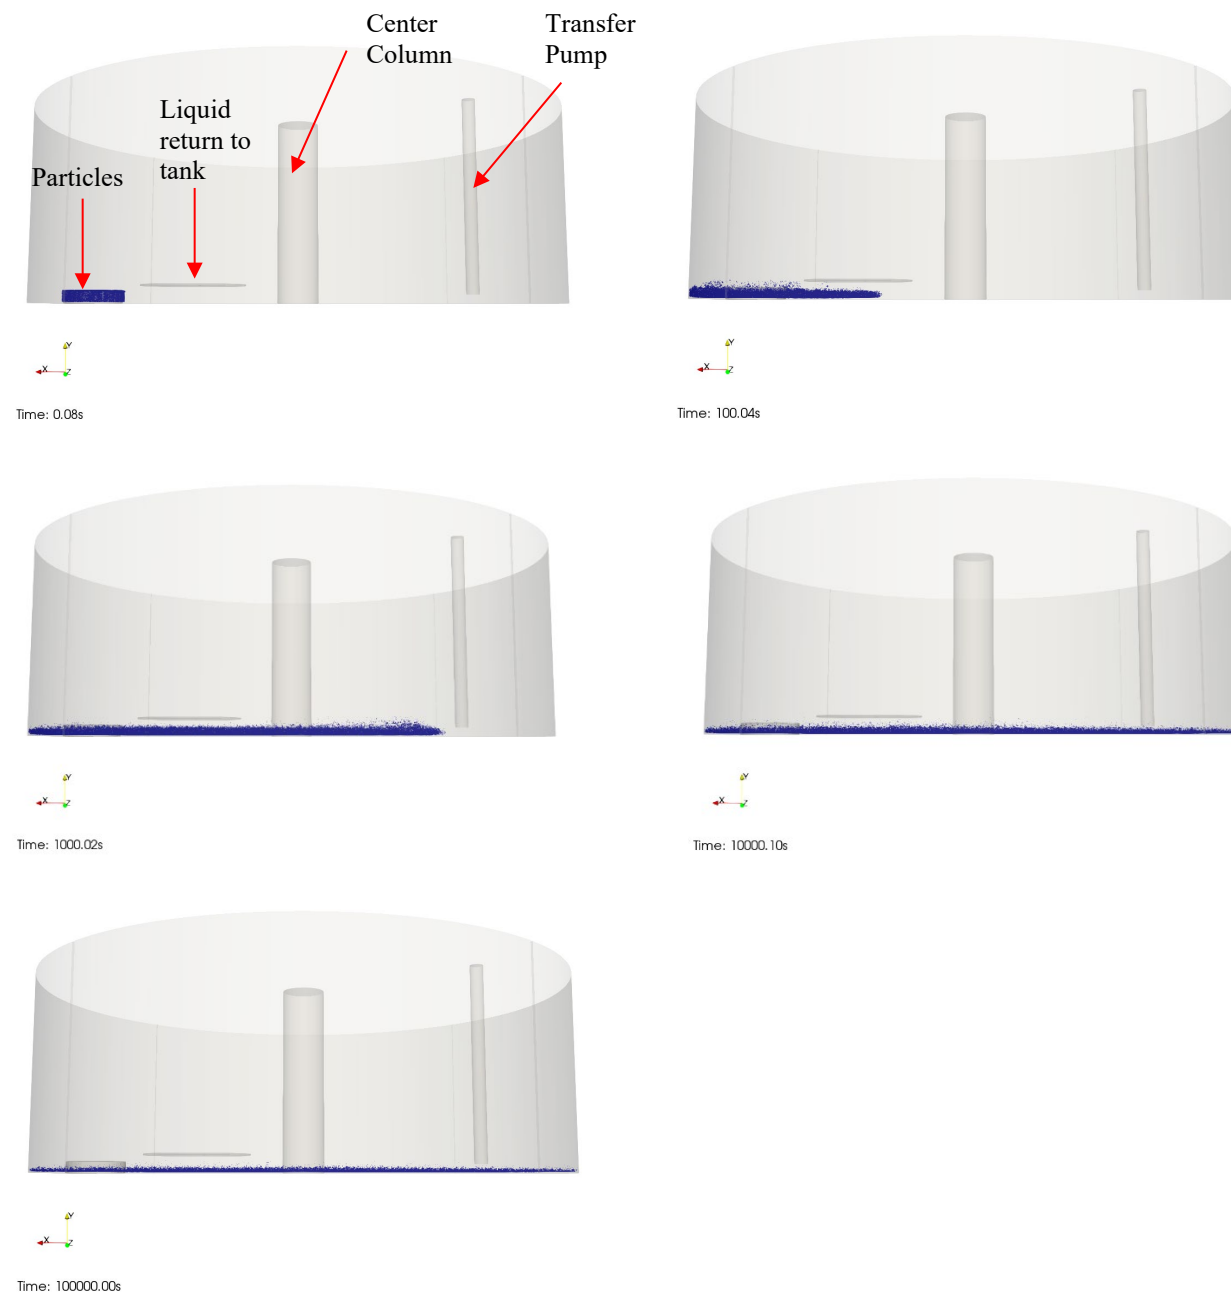 Center
Column
Transfer
Pump
Liquid
return to
tank
Particles
Y
X
Z
Time: 0.08s
Y
X
Z
Time: 100.04s
Y
X
Z
Time: 1000.02s
Y
X
Z
Time: 10000.10s
Y
X
Z
Time: 100000.00s